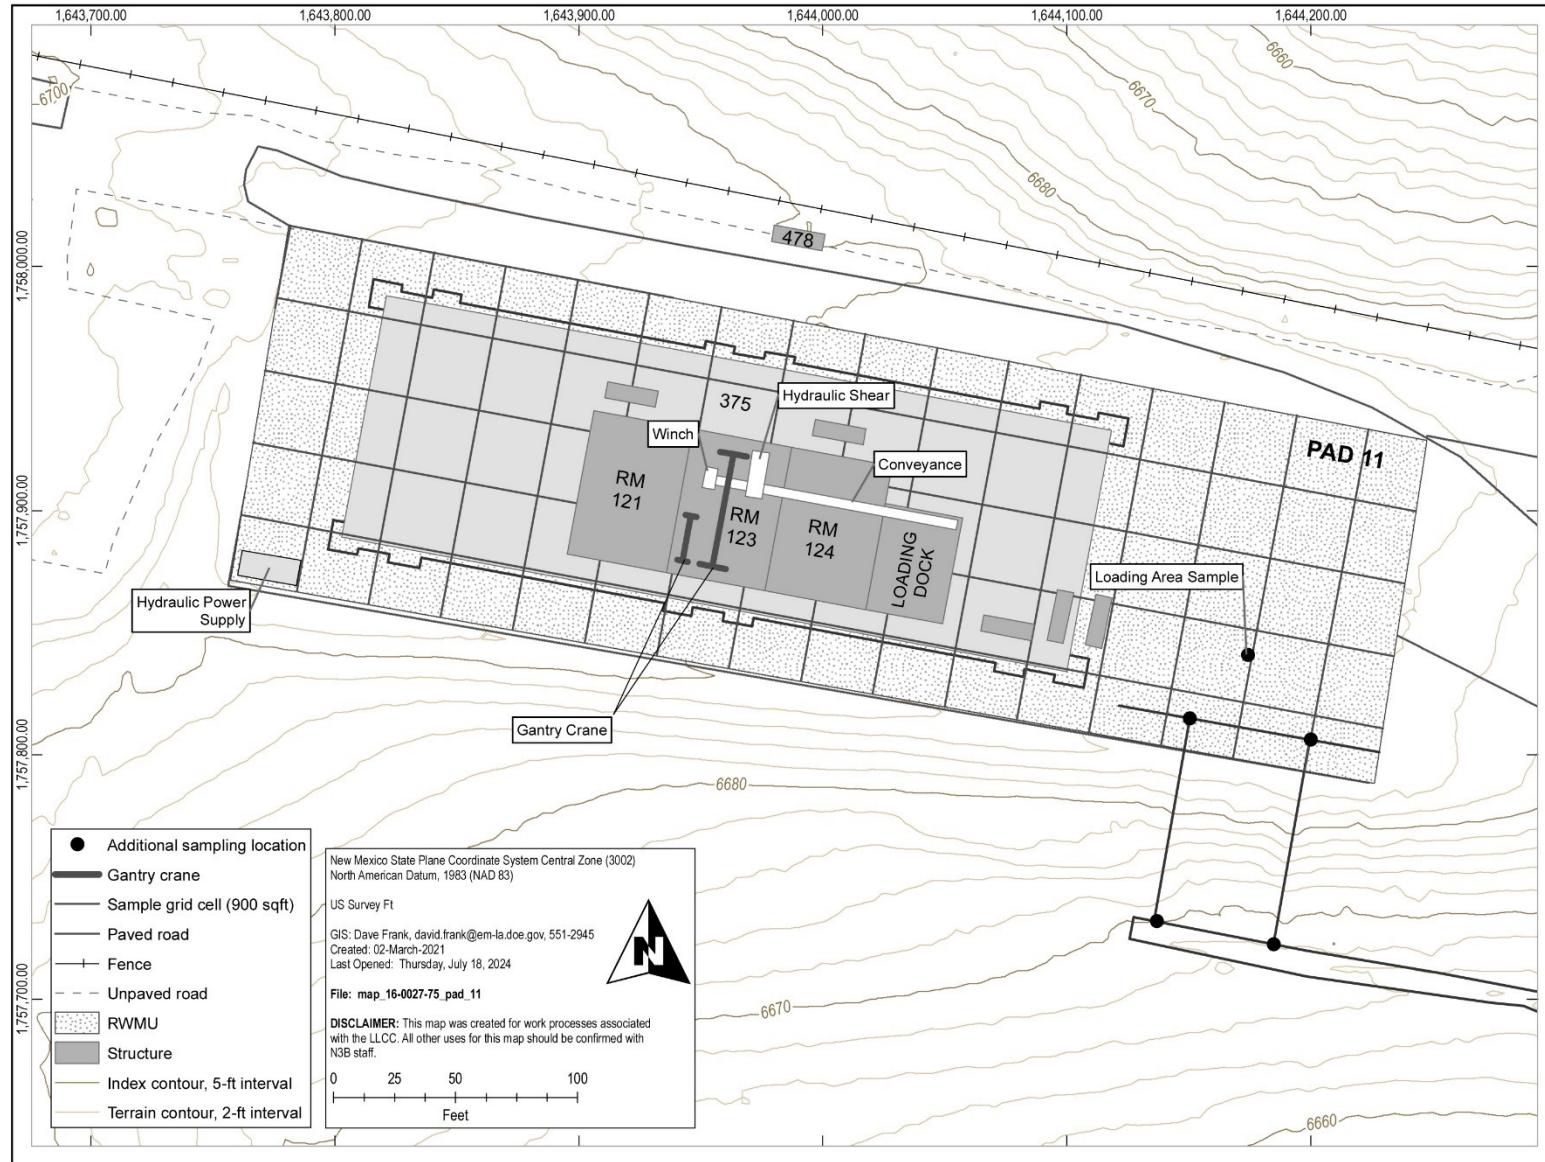 1,643,700.00
1,643,800.00
1,643,900.00
1,644,000.00
1,644,100.00
1,644,200.00
6660
6670
6700
6680
478
1,758,000.00
375
Hydraulic Shear
Winch
Conveyance
PAD 11
RM
121
RM
123
RM
124
LOADING
DOCK
1,757,900.00
Loading Area Sample
Hydraulic Power
Supply
Gantry Crane
1,757,800.00
6680
6670
1,757,700.00
6660
Additional sampling location
Gantry crane
Sample grid cell (900 sqft)
Paved road
Fence
Unpaved road
RWMU
Structure
Index contour, 5-ft interval
Terrain contour, 2-ft interval
New Mexico State Plane Coordinate System Central Zone (3002)
North American Datum, 1983 (NAD 83)
US Survey Ft
GIS: Dave Frank, david.frank@em-la.doe.gov, 551-2945
Created: 02-March-2021
Last Opened: Thursday, July 18, 2024
File: map_16-0027-75_pad_11
DISCLAIMER: This map was created for work processes associated
with the LLCC. All other uses for this map should be confirmed with
N3B staff.
N
0 25 50 100
Feet